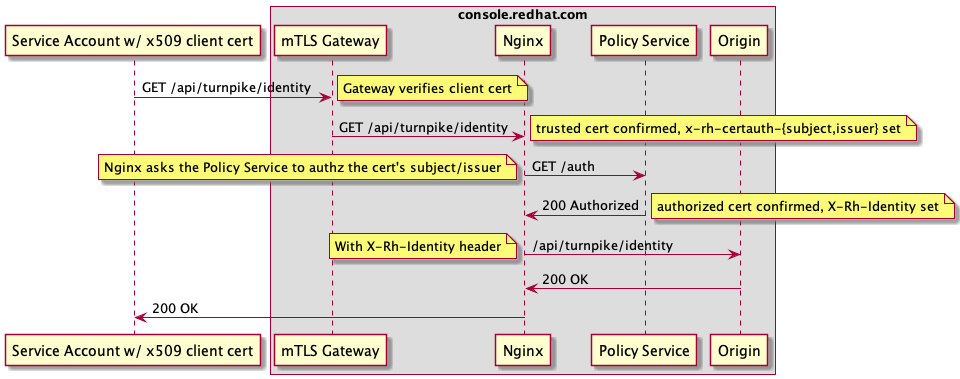 console.redhat.com
Service Account w/ x509 client cert
mTLS Gateway
Nginx
Policy Service
Origin
GET /api/turnpike/identity
Gateway verifies client cert
GET /api/turnpike/identity
trusted cert confirmed, x-rh-certauth-{subject,issuer} set
Nginx asks the Policy Service to authz the cert's subject/issuer
GET /auth
200 Authorized
authorized cert confirmed, X-Rh-Identity set
With X-Rh-Identity header
/api/turnpike/identity
200 OK
200 OK
Service Account w/ x509 client cert
mTLS Gateway
Nginx
Policy Service
Origin